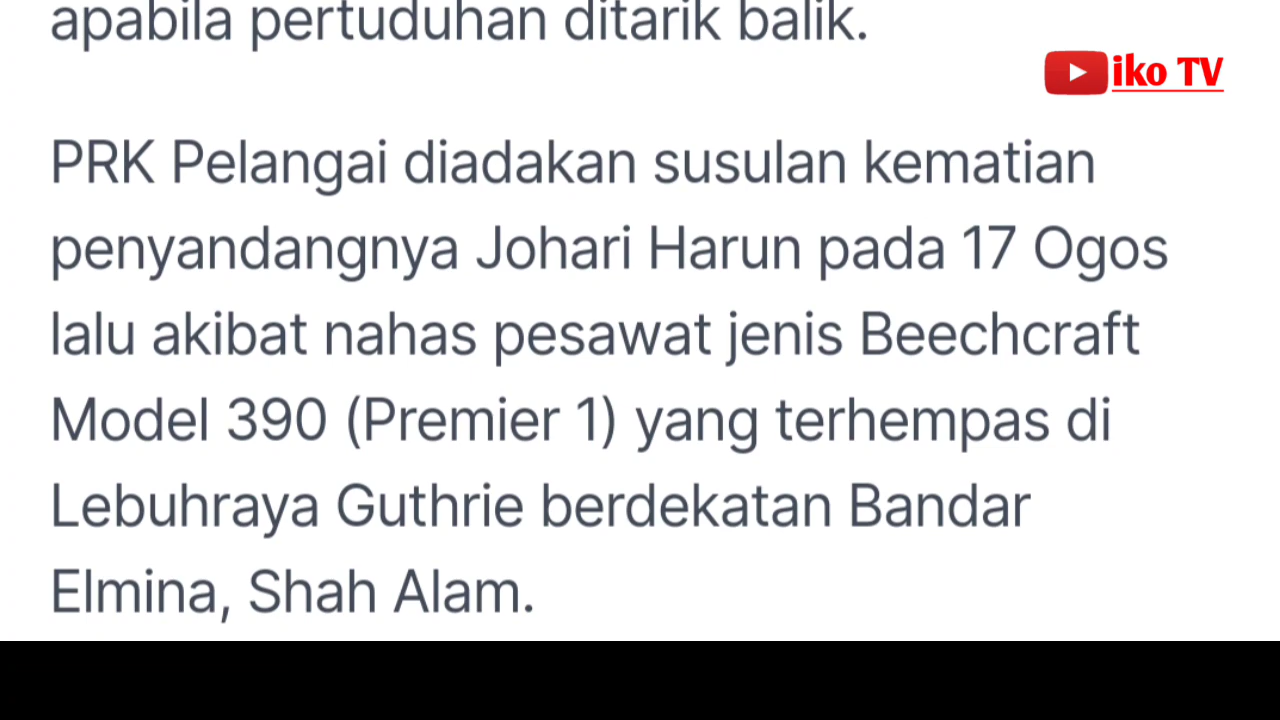 apabila pertuduhan ditarik balik.
iko TV
PRK Pelangai diadakan susulan kematian
penyandangnya Johari Harun pada 17 Ogos
lalu akibat nahas pesawat jenis Beechcraft
Model 390 (Premier 1) yang terhempas di
Lebuhraya Guthrie berdekatan Bandar
Elmina, Shah Alam.